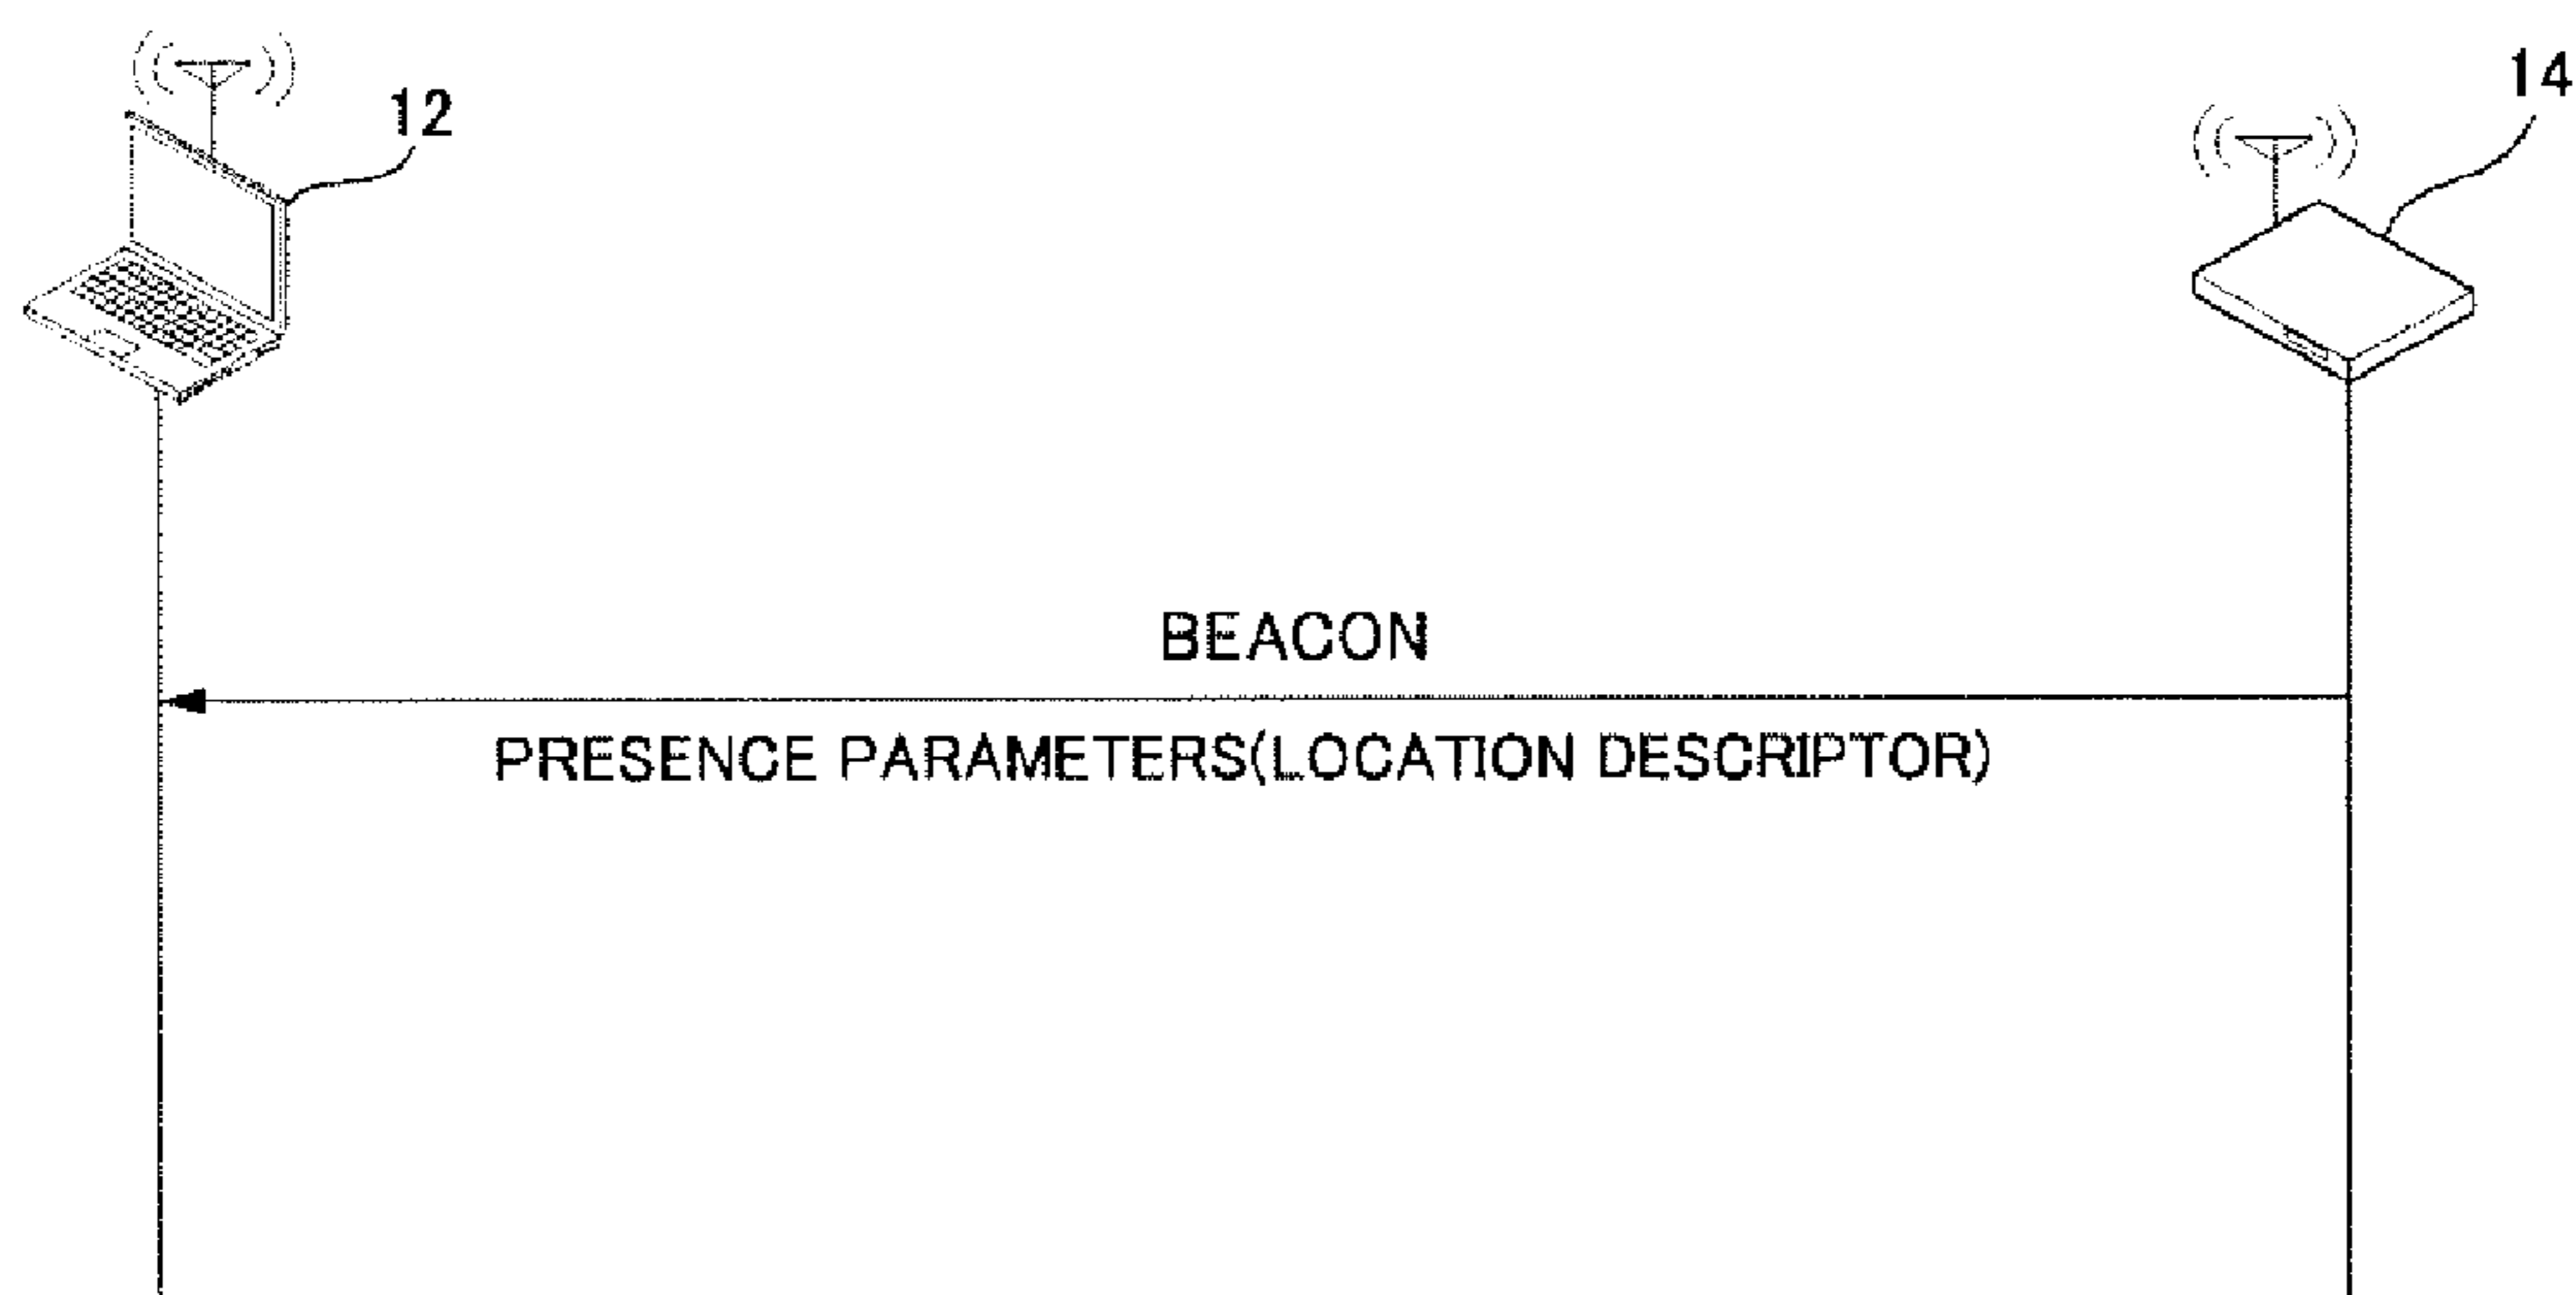 12
14
BEACON
PRESENCE PARAMETERS(LOCATION DESCRIPTOR)